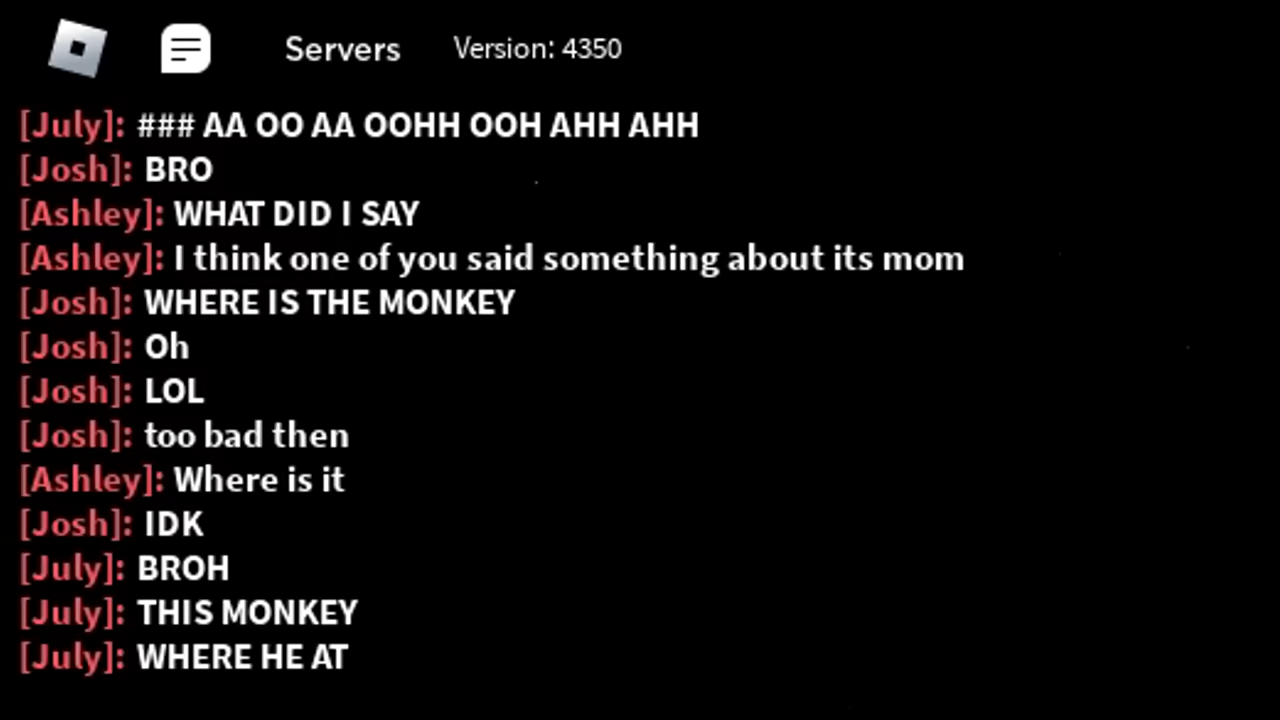 Servers Version: 4350
[July]: ### AA OO AA OOHH OOH AHH AHH
[Josh]: BRO
[Ashley]: WHAT DID I SAY
[Ashley]: I think one of you said something about its mom
[Josh]: WHERE IS THE MONKEY
[Josh]: Oh
[Josh]: LOL
[Josh]: too bad then
[Ashley]: Where is it
[Josh]: IDK
[July]: BROH
[July]: THIS MONKEY
[July]: WHERE HE AT